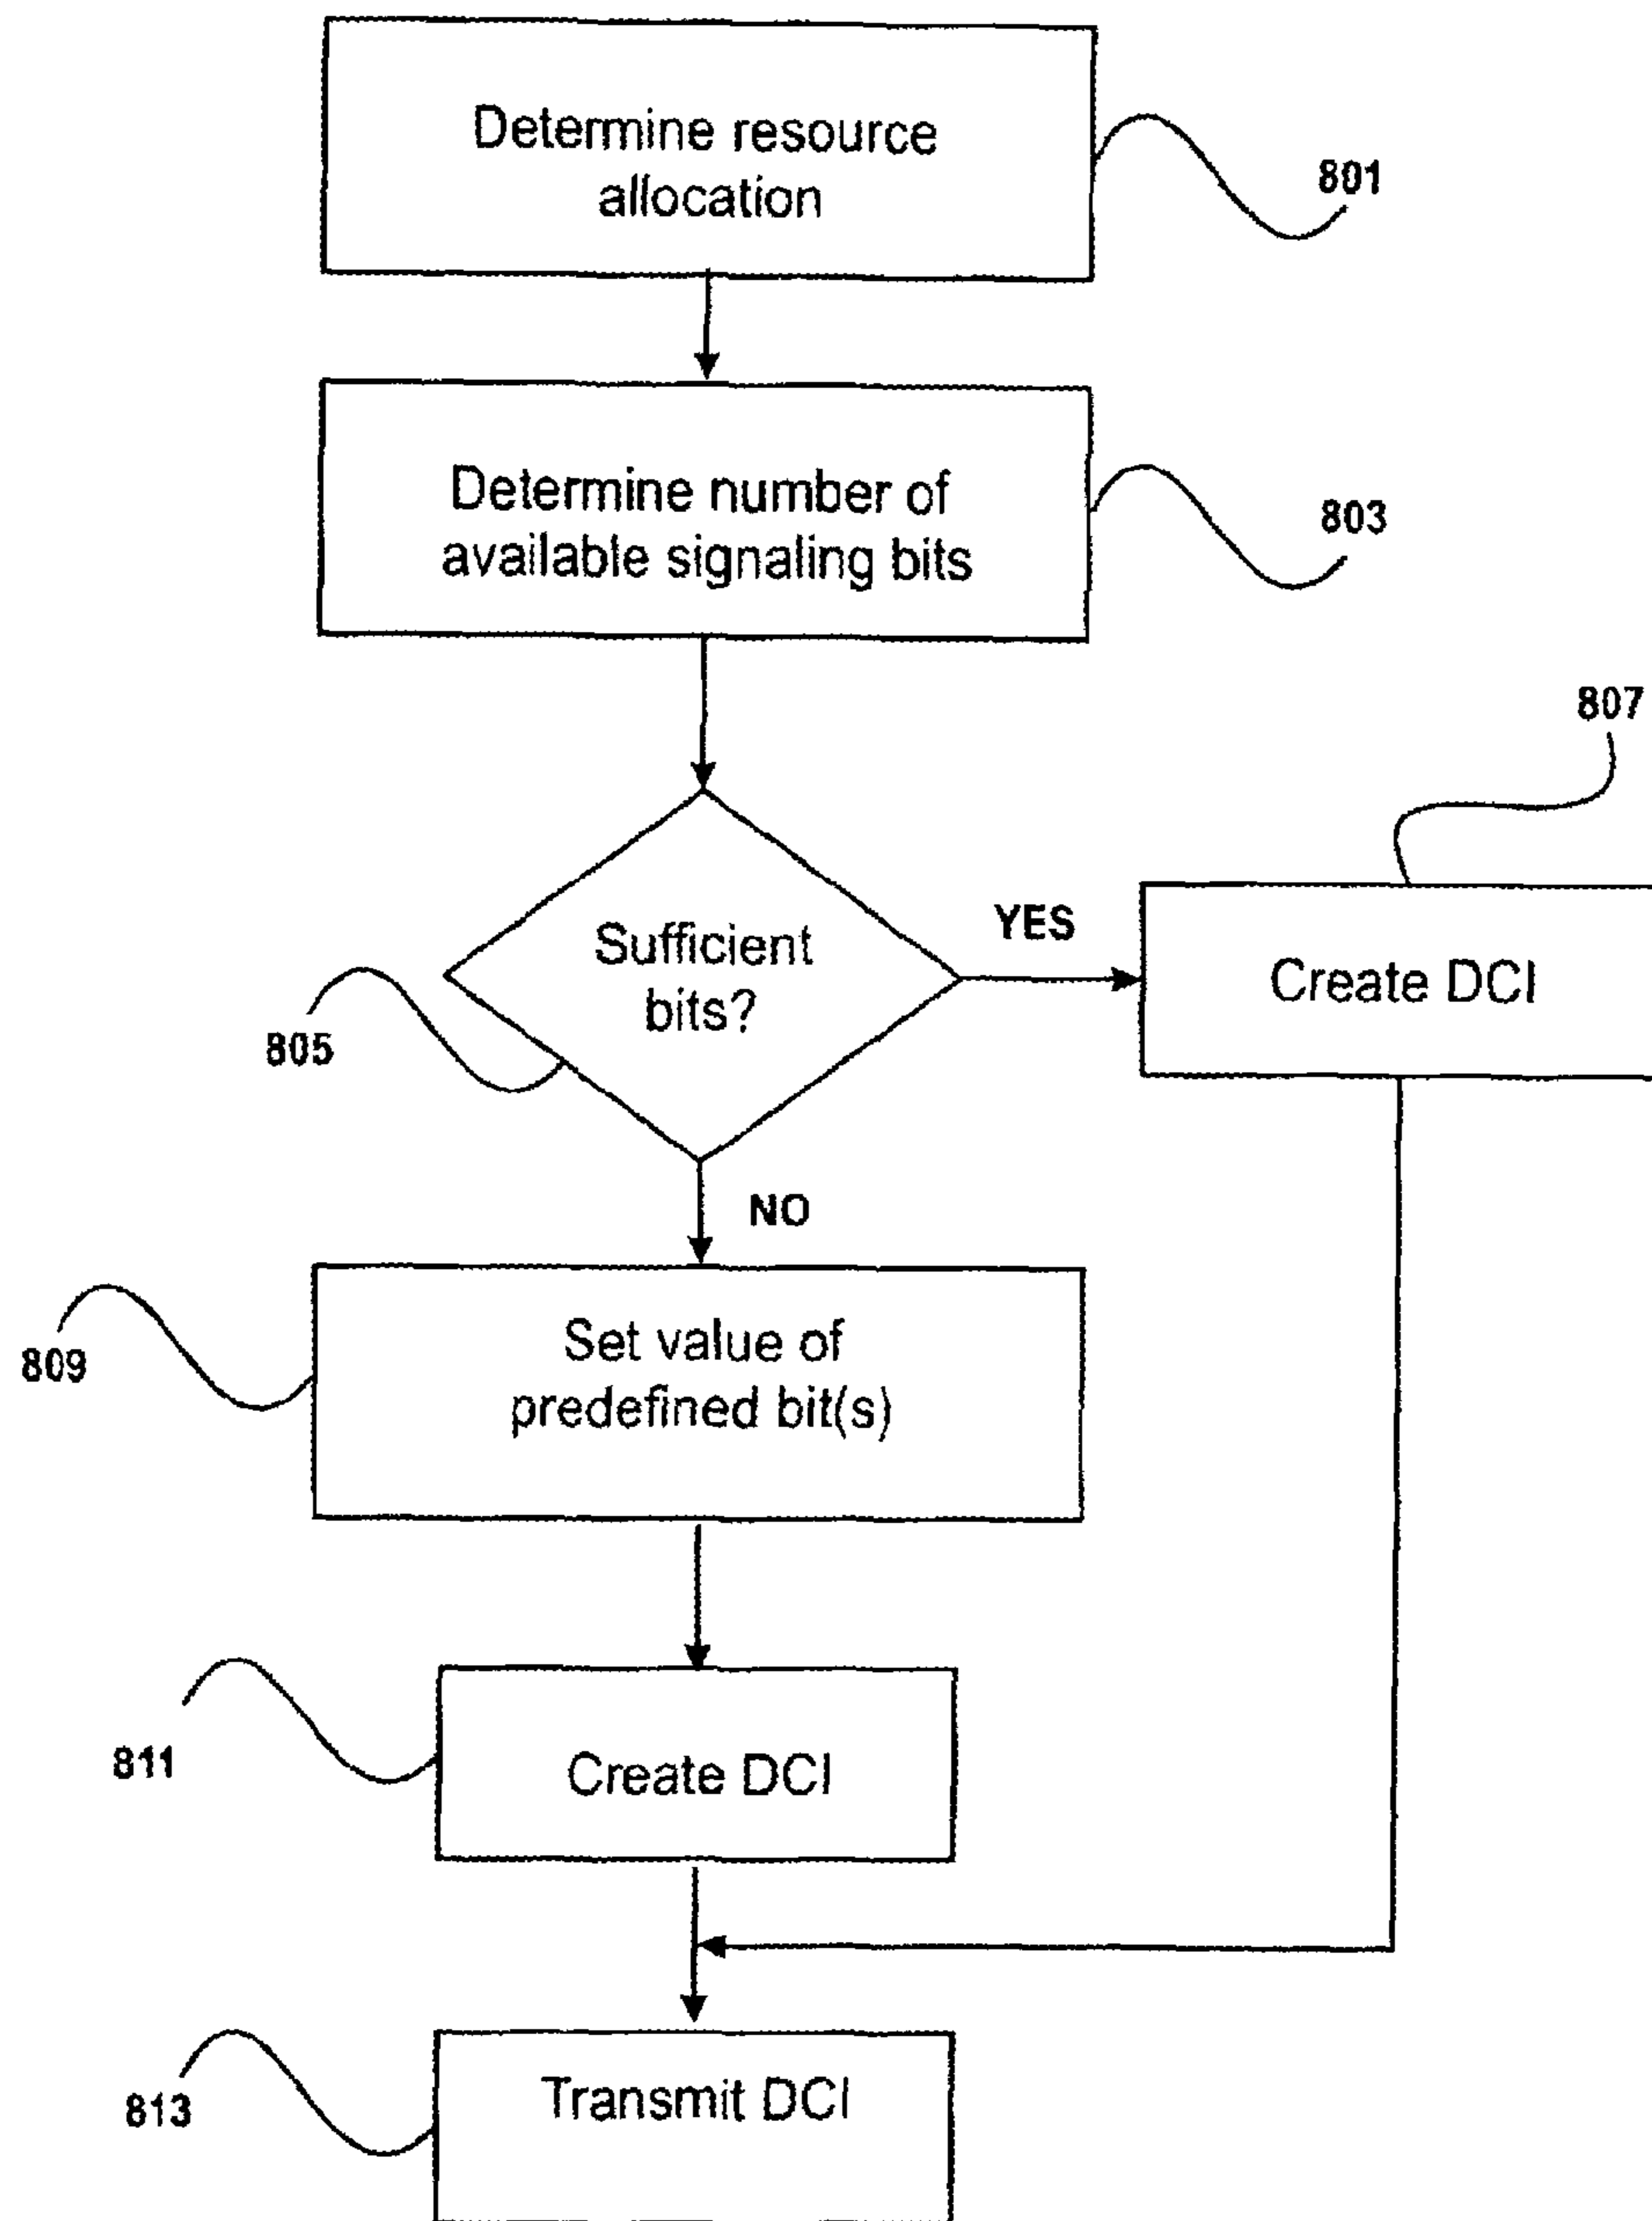 Determine resource
allocation
801
Determine number of
available signaling bits
803
807
Sufficient
bits?
YES
Create DCI
805
NO
Set value of
predefined bit(s)
809
811
Create DCI
813
Transmit DCI